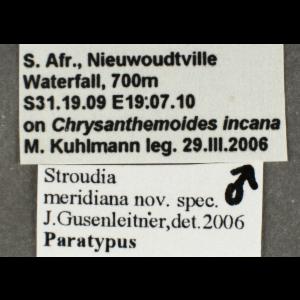 S. Afr., Nieuwoudtville
Waterfall, 700m
S31.19.09 E19:07.10
on Chrysanthemoides incana
M. Kuhlmann leg. 29.III.2006
Stroudia ♂
meridiana nov. spec.
J.Gusenleitner,det.2006
Paratypus